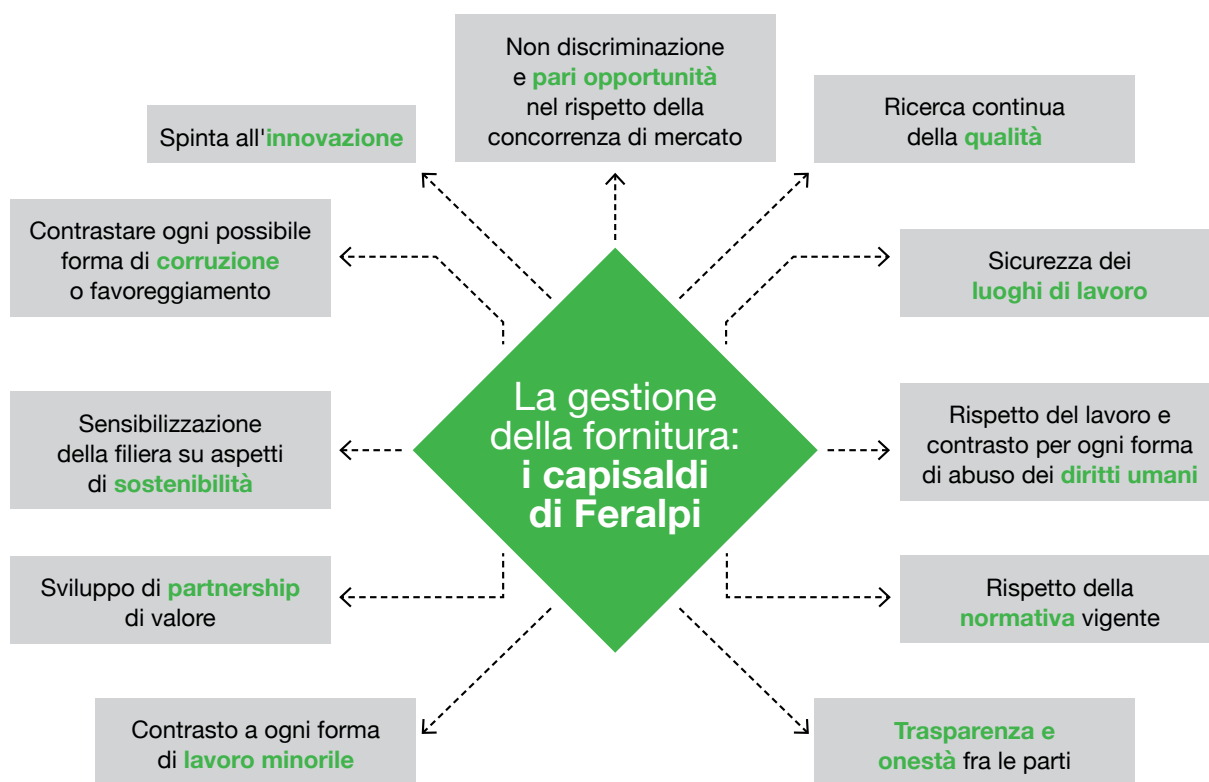 Non discriminazione
e pari opportunità
nel rispetto della
concorrenza di mercato
Spinta all'innovazione
Ricerca continua
della qualità
Contrastare ogni possibile
forma di corruzione
o favoreggiamento
Sicurezza dei
luoghi di lavoro
La gestione
della fornitura:
i capisaldi
di Feralpi
Sensibilizzazione
della filiera su aspetti
di sostenibilità
Rispetto del lavoro e
contrasto per ogni forma
di abuso dei diritti umani
Sviluppo di partnership
di valore
Rispetto della
normativa vigente
Contrasto a ogni forma
di lavoro minorile
Trasparenza e
onestà fra le parti